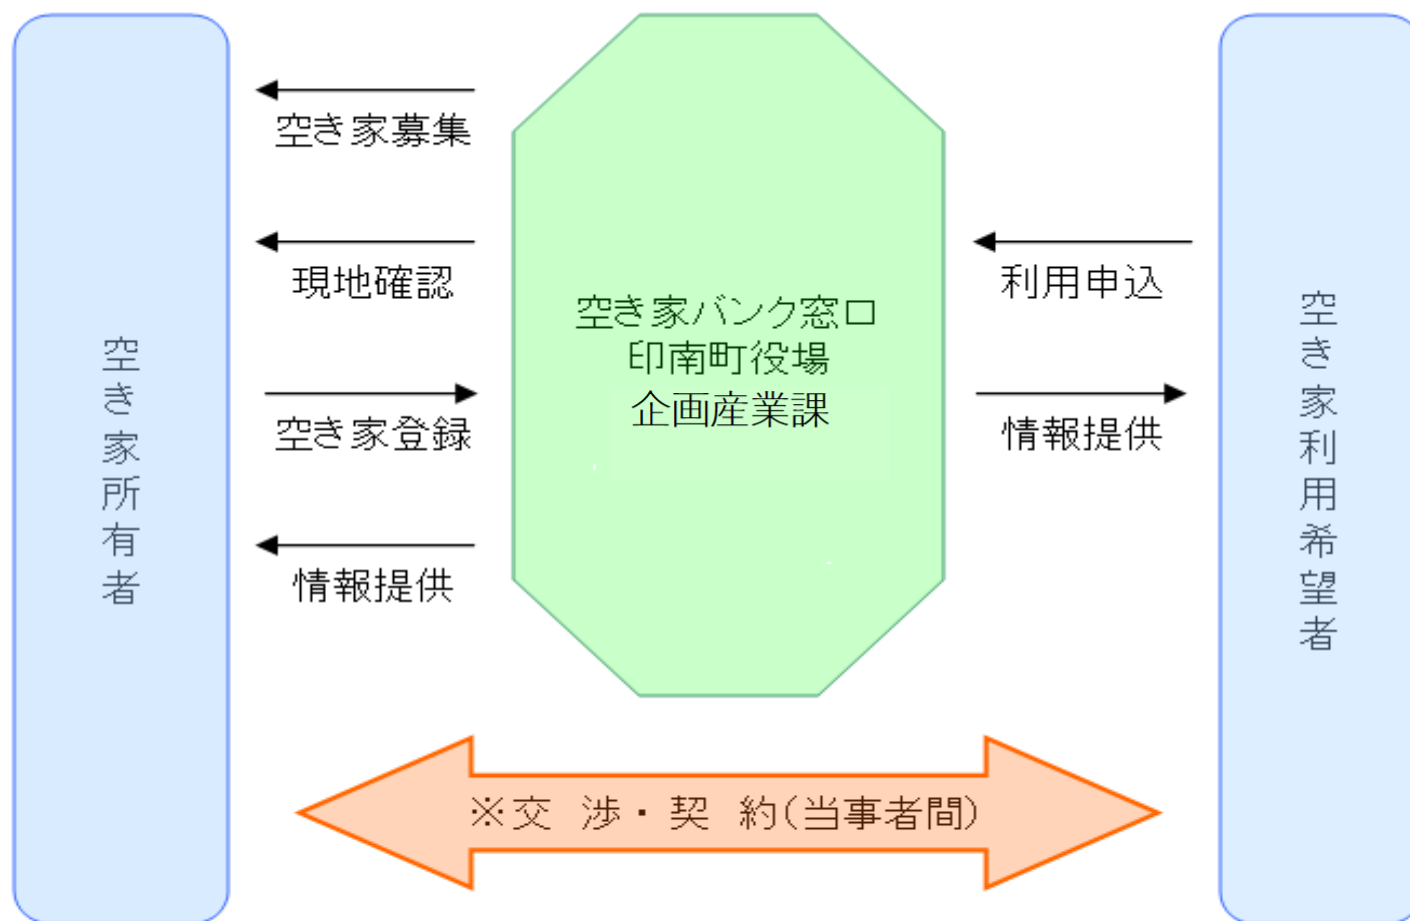 空き家所有者
空き家募集
現地確認
空き家登録
情報提供
空き家バンク窓口
印南町役場
企画産業課
利用申込
情報提供
空き家利用希望者
※交 渉・契 約(当事者間)